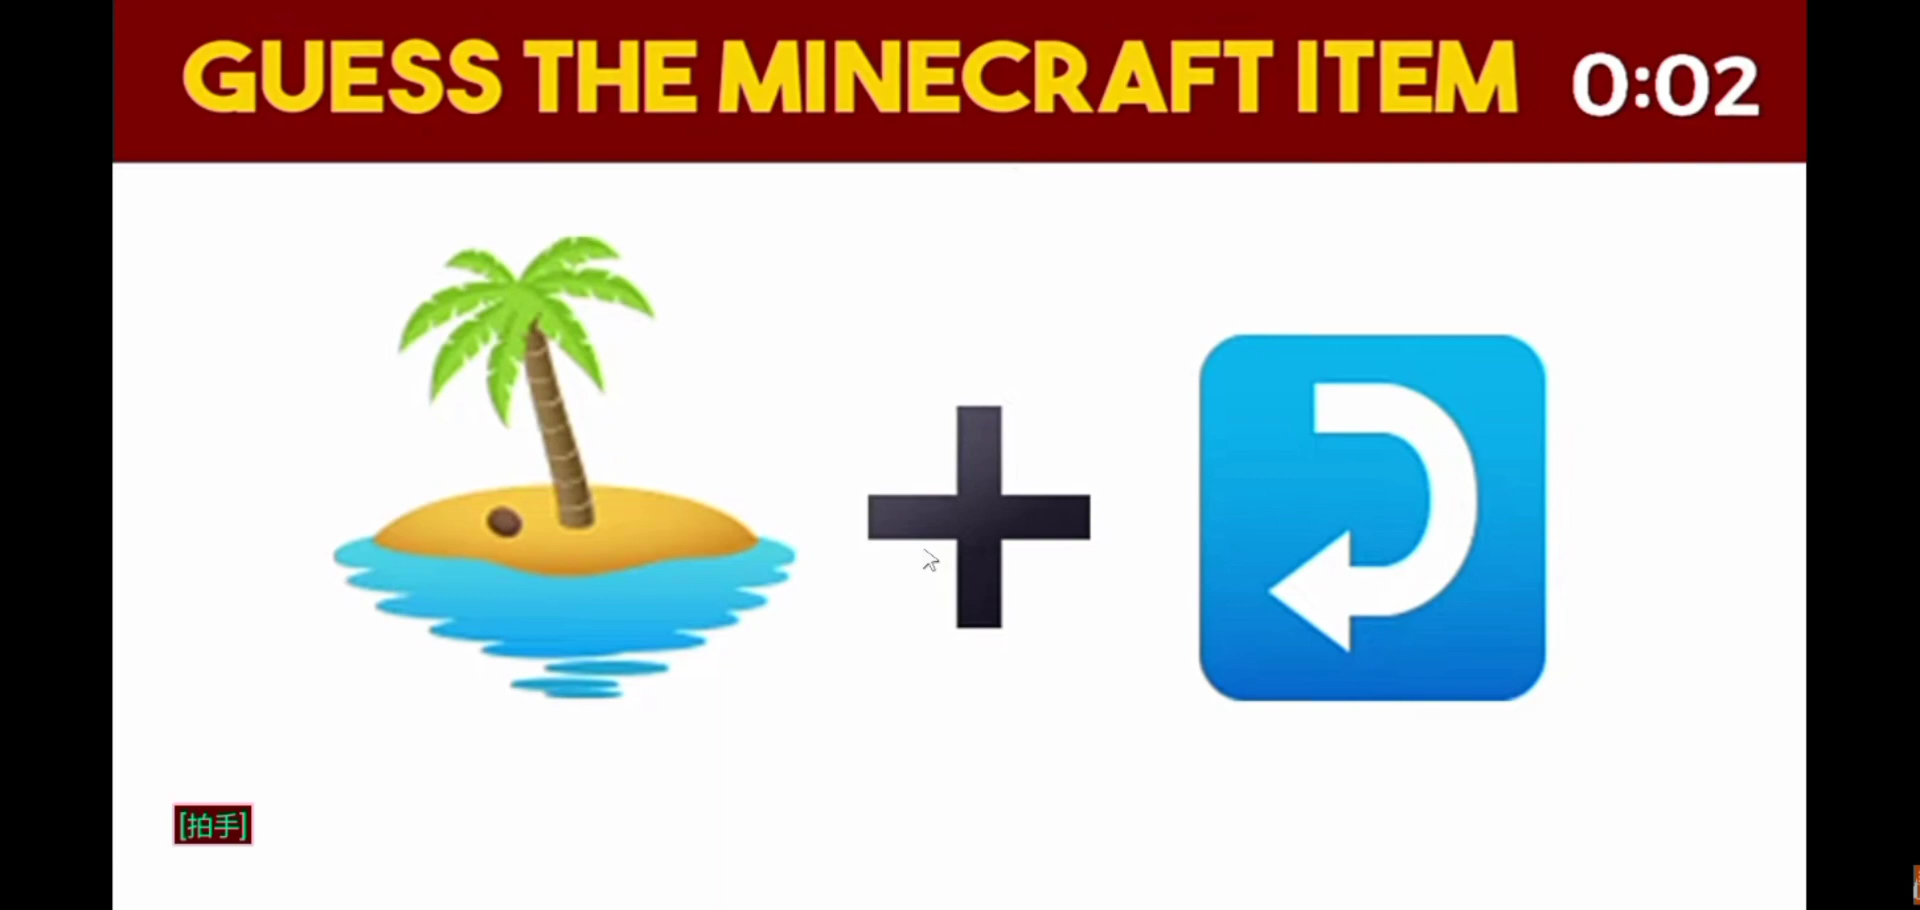 GUESS THE MINECRAFT ITEM 0:02
[拍手]